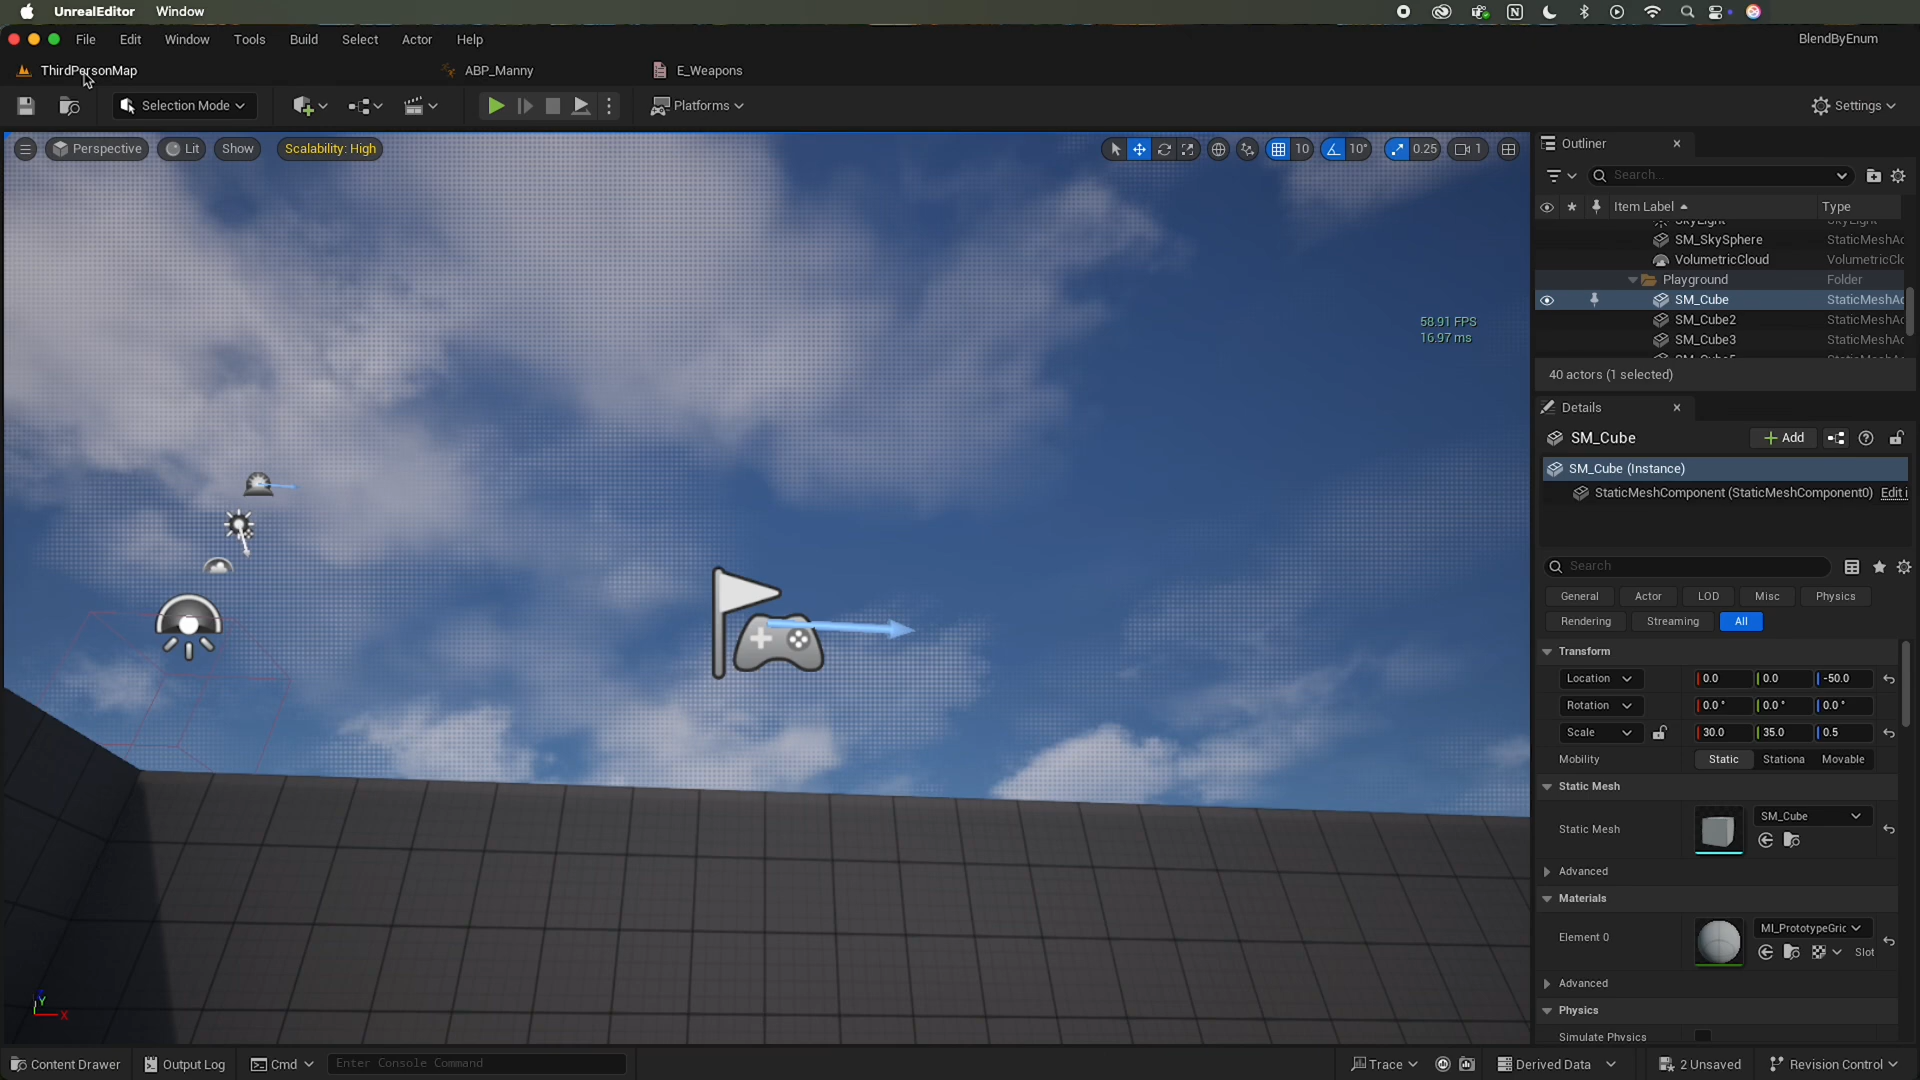 UnrealEditor Window
File Edit Window Tools Build Select Actor Help
BlendByEnum
ThirdPersonMap
ABP_Manny
E_Weapons
Selection Mode
Platforms
Settings
Perspective
Lit
Show
Scalability: High
10
10°
0.25
1
58.91 FPS
16.97 ms
Outliner
Search...
Item Label Type
SkyLight SkyLight
SM_SkySphere StaticMeshAc
VolumetricCloud VolumetricClo
Playground Folder
SM_Cube StaticMeshAc
SM_Cube2 StaticMeshAc
SM_Cube3 StaticMeshAc
40 actors (1 selected)
Details
SM_Cube
Add
SM_Cube (Instance)
StaticMeshComponent (StaticMeshComponent0) Edit i
Search
General Actor LOD Misc Physics
Rendering Streaming All
Transform
Location 0.0 0.0 -50.0
Rotation 0.0° 0.0° 0.0°
Scale 30.0 35.0 0.5
Mobility Static Stationa Movable
Static Mesh
Static Mesh SM_Cube
Advanced
Materials
Element 0 MI_PrototypeGric
Slot
Advanced
Physics
Simulate Physics
Z
Y
X
Content Drawer Output Log Cmd Enter Console Command
Trace Derived Data 2 Unsaved Revision Control